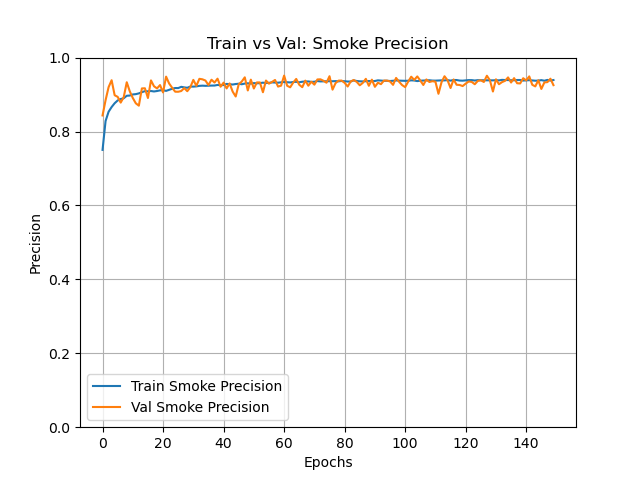 Train vs Val: Smoke Precision
1.0
0.8
0.6
0.4
0.2
0.0
Precision
Train Smoke Precision
Val Smoke Precision
0 20 40 60 80 100 120 140
Epochs